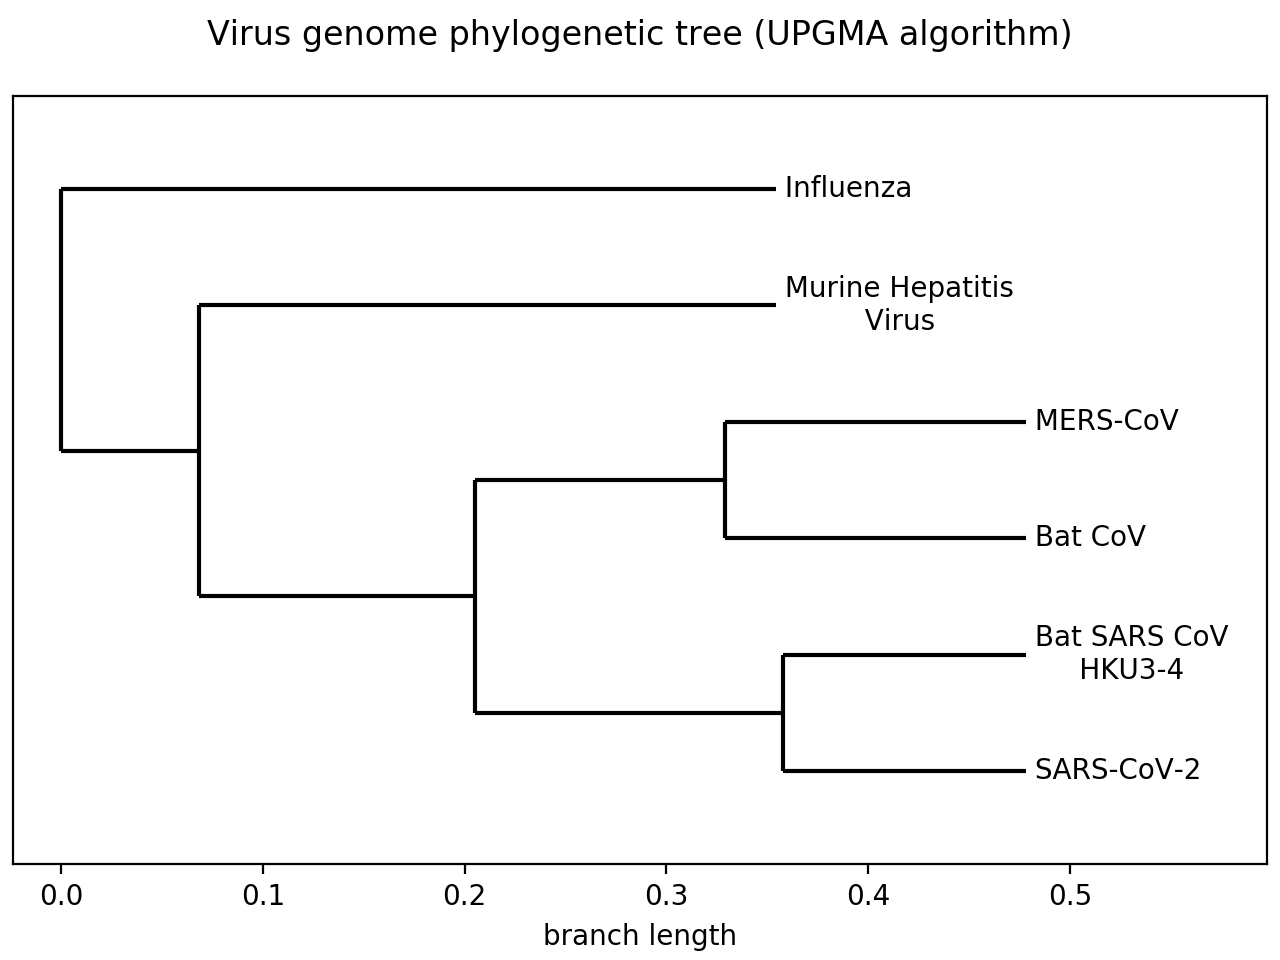 Virus genome phylogenetic tree (UPGMA algorithm)
Influenza
Murine Hepatitis
Virus
MERS-CoV
Bat CoV
Bat SARS CoV
HKU3-4
SARS-CoV-2
0.0 0.1 0.2 0.3 0.4 0.5
branch length